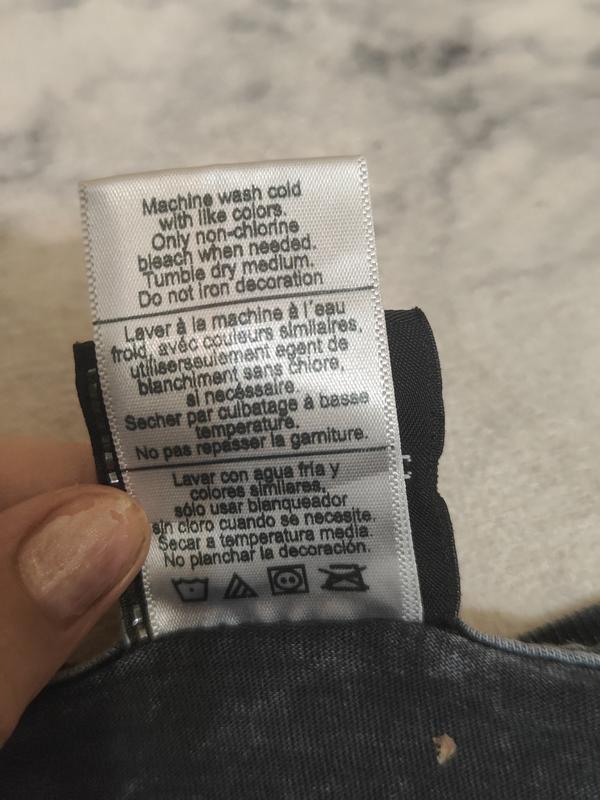 Machine wash cold
with like colors.
Only non-chlorine
bleach when needed.
Tumble dry medium.
Do not iron decoration
Laver à la machine à l'eau
froid, avec couleurs similaires,
utiliserseulement agent de
blanchiment sans chlore,
si necéssaire.
Secher par culbatage à basse
temperature.
No pas repasser la garniture.
Lavar con agua fría y
colores similares,
sólo usar blanqueador
sin cloro cuando se necesite.
Secar a temperatura media.
No planchar la decoración.